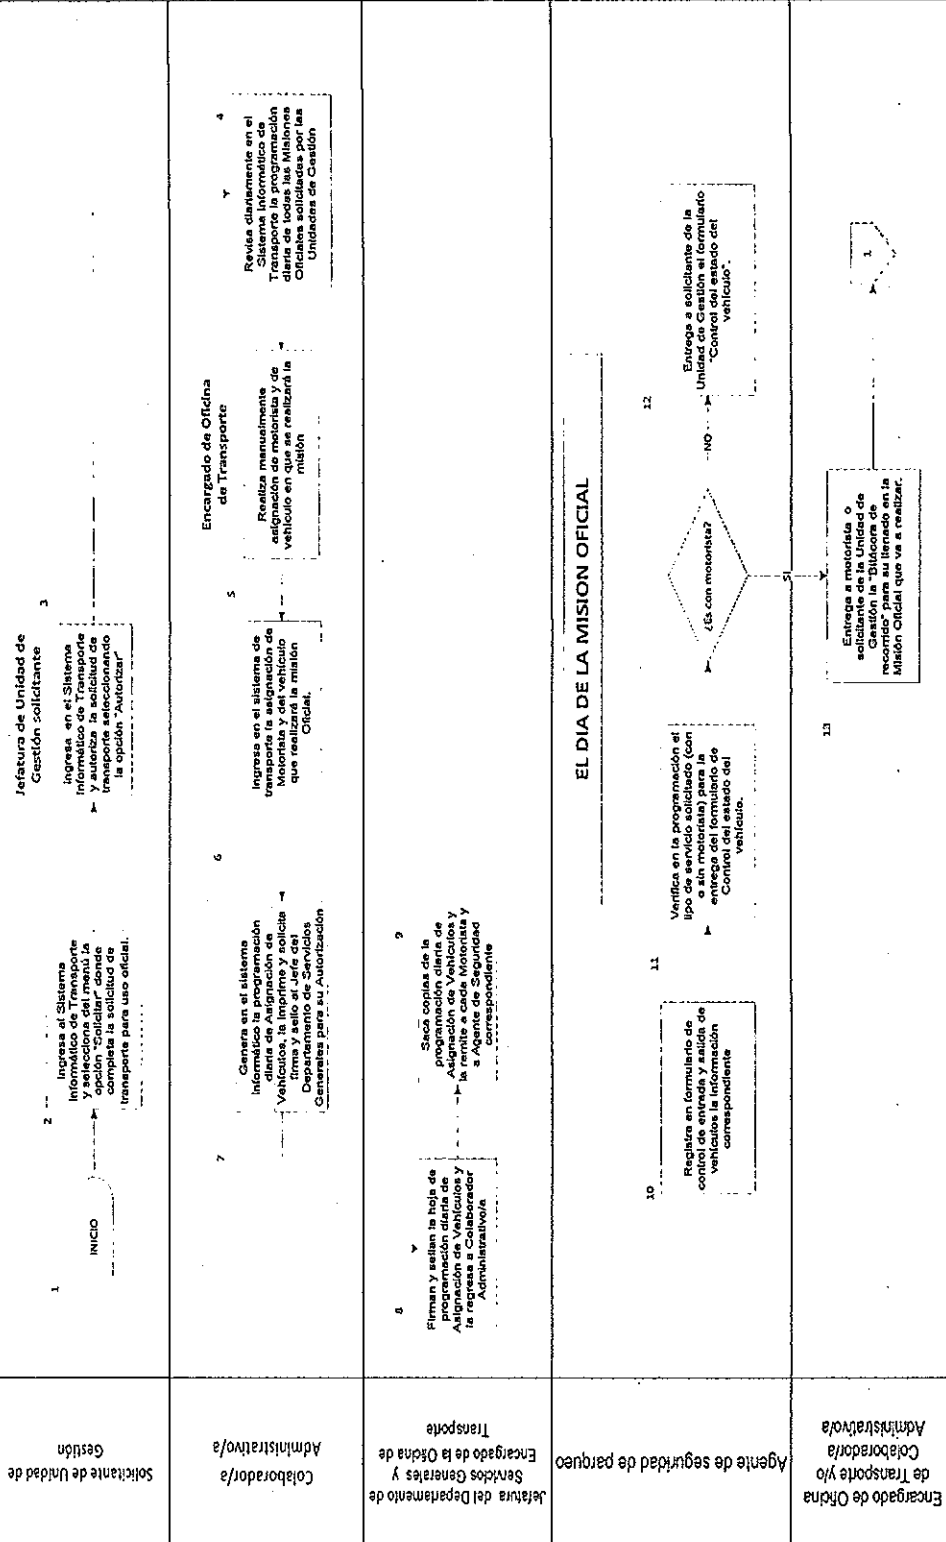 Solicitante de Unidad de
Gestión
1
INICIO
2
Ingresa al Sistema
Informático de Transporte
y selecciona del menú la
opción "Solicitar" donde
completa la solicitud de
transporte para uso oficial.
Jefatura de Unidad de
Gestión solicitante
3
Ingresa en el Sistema
Informático de Transporte
y autoriza la solicitud de
transporte seleccionando
la opción "Autorizar"
Colaborador/a
Administrativo/a
4
Revisa diariamente en el
Sistema Informático de
Transporte la programación
diaria de todas las Misiones
Oficiales solicitadas por las
Unidades de Gestión
Encargado de Oficina
de Transporte
5
Realiza manualmente
asignación de motorista y de
vehículo en que se realizará la
misión
6
Ingresa en el sistema de
transporte la asignación de
Motorista y del vehículo
que realizará la misión
Oficial.
7
Genera en el sistema
Informático la programación
diaria de Asignación de
Vehículos, la imprime y solicita
firma y sello al Jefe del
Departamento de Servicios
Generales para su Autorización
Jefatura del Departamento de
Servicios Generales y
Encargado de la Oficina de
Transporte
8
Firman y sellan la hoja de
programación diaria de
Asignación de Vehículos y
la regresa a Colaborador
Administrativo/a
9
Saca copias de la
programación diaria de
Asignación de Vehículos y
la remite a cada Motorista y
a Agente de Seguridad
correspondiente
Agente de seguridad de parqueo
EL DIA DE LA MISION OFICIAL
10
Registra en formulario de
control de entrada y salida de
vehículos la información
correspondiente
11
Verifica en la programación el
tipo de servicio solicitado (con
o sin motorista) para la
entrega del formulario de
Control del estado del
vehículo.
¿Es con motorista?
NO
SI
12
Entrega a solicitante de la
Unidad de Gestión el formulario
"Control del estado del
vehículo".
Encargado de Oficina
de Transporte y/o
Colaborador/a
Administrativo/a
13
Entrega a motorista o
solicitante de la Unidad de
Gestión la "Bitácora de
recorrido" para su llenado en la
Misión Oficial que va a realizar.
1